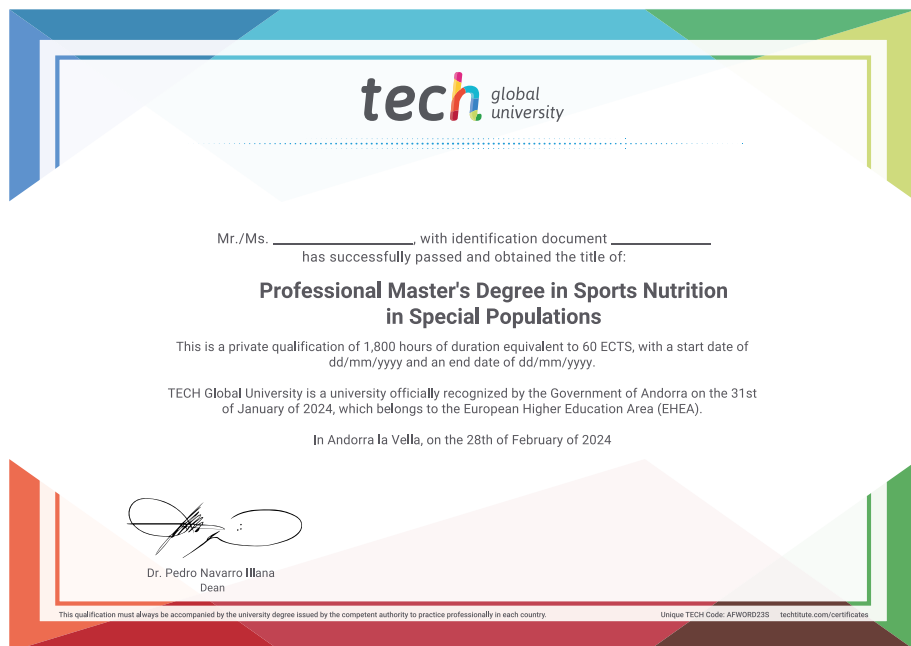 tech global
university
Mr./Ms. ________________, with identification document ____________
has successfully passed and obtained the title of:
Professional Master's Degree in Sports Nutrition
in Special Populations
This is a private qualification of 1,800 hours of duration equivalent to 60 ECTS, with a start date of
dd/mm/yyyy and an end date of dd/mm/yyyy.
TECH Global University is a university officially recognized by the Government of Andorra on the 31st
of January of 2024, which belongs to the European Higher Education Area (EHEA).
In Andorra la Vella, on the 28th of February of 2024
Dr. Pedro Navarro Illana
Dean
This qualification must always be accompanied by the university degree issued by the competent authority to practice professionally in each country.
Unique TECH Code: AFWORD23S techtitute.com/certificates